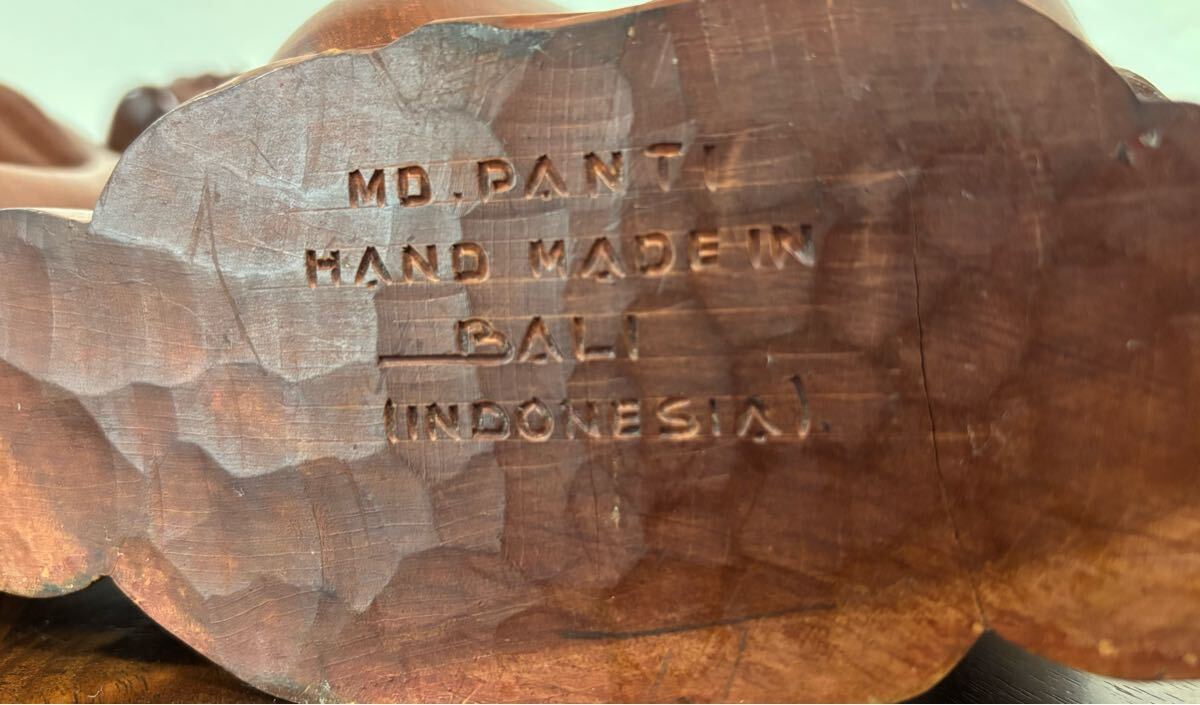 MD. PANTI
HAND MADE IN
BALI
(INDONESIA).